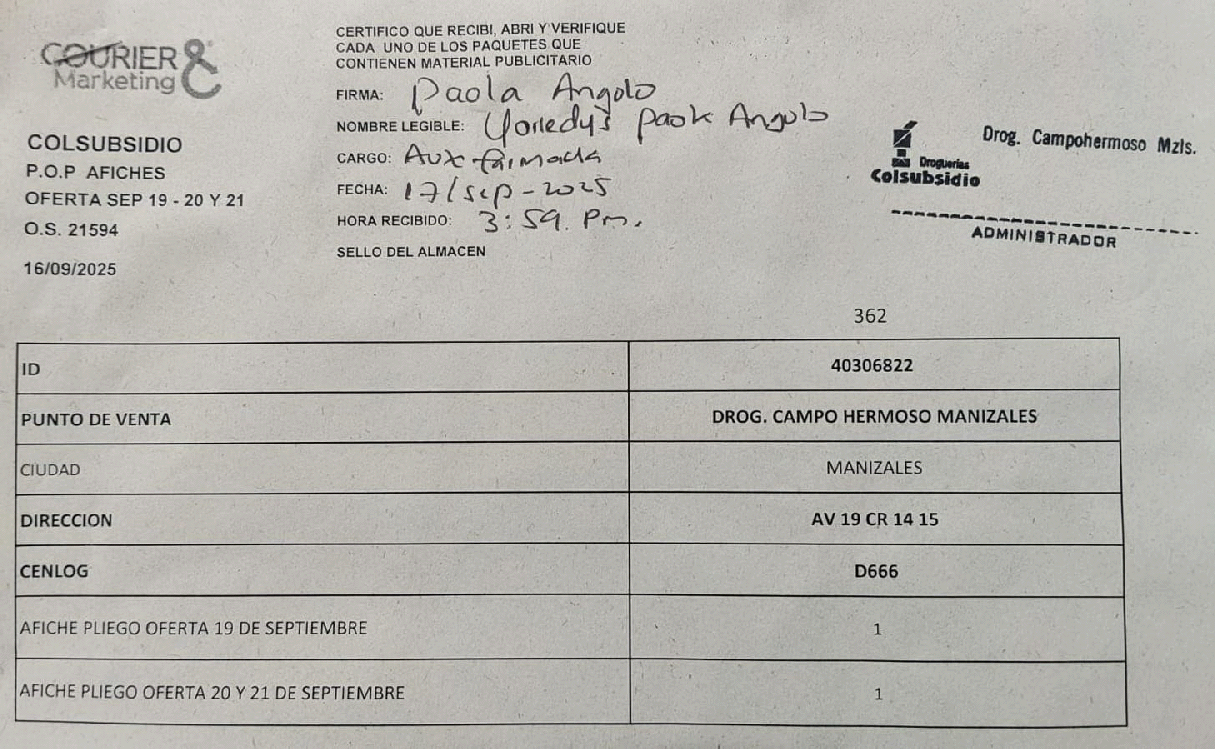 COURIER &
Marketing
COLSUBSIDIO
P.O.P AFICHES
OFERTA SEP 19 - 20 Y 21
O.S. 21594
16/09/2025
CERTIFICO QUE RECIBI, ABRI Y VERIFIQUE
CADA UNO DE LOS PAQUETES QUE
CONTIENEN MATERIAL PUBLICITARIO
FIRMA: Paola Angolo
NOMBRE LEGIBLE: Yoriedys Paok Angulo
CARGO: Aux farmacia
FECHA: 17/sep-2025
HORA RECIBIDO: 3:59. Pm.
SELLO DEL ALMACEN
Droguerías
Colsubsidio
Drog. Campohermoso Mzls.
ADMINISTRADOR
362
ID 40306822
PUNTO DE VENTA DROG. CAMPO HERMOSO MANIZALES
CIUDAD MANIZALES
DIRECCION AV 19 CR 14 15
CENLOG D666
AFICHE PLIEGO OFERTA 19 DE SEPTIEMBRE 1
AFICHE PLIEGO OFERTA 20 Y 21 DE SEPTIEMBRE 1